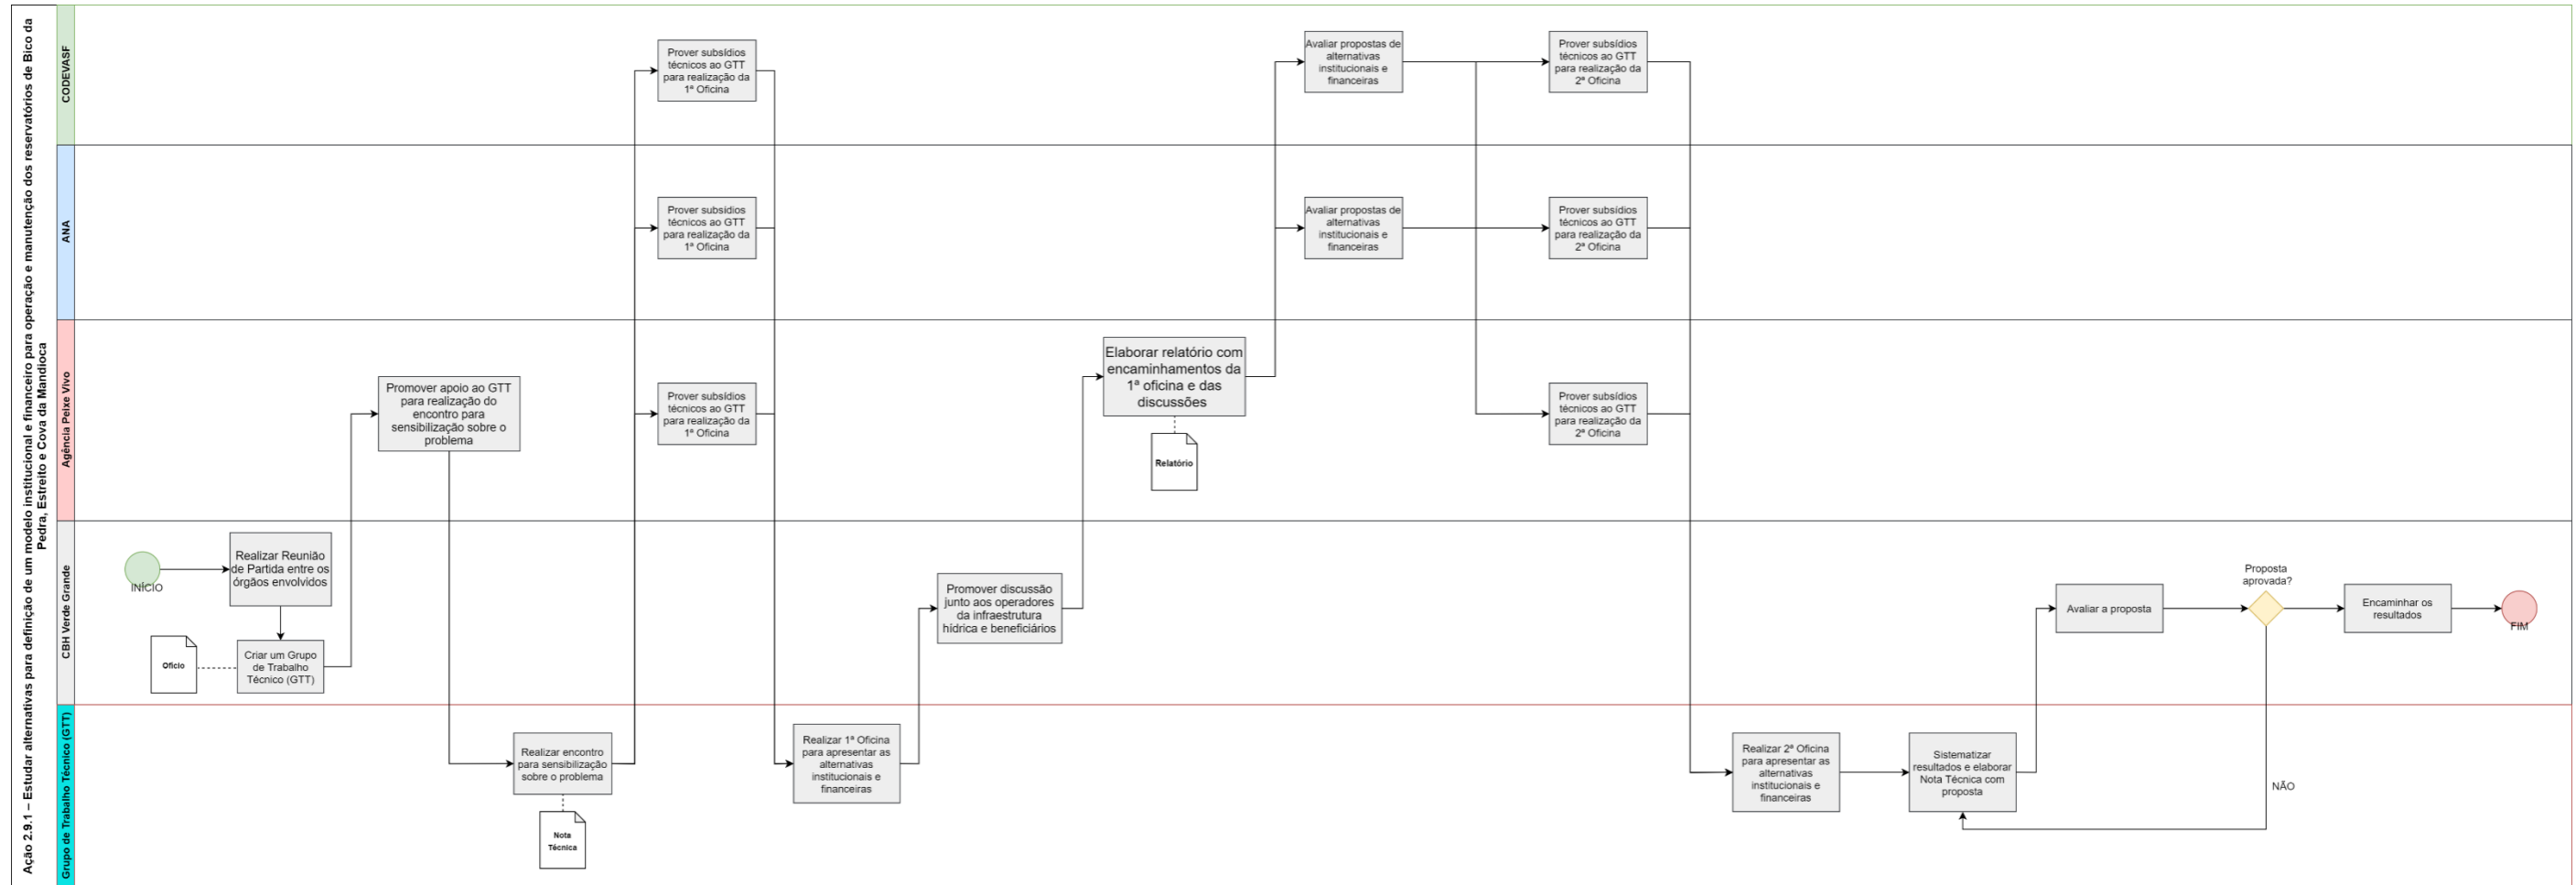 Ação 2.9.1 – Estudar alternativas para definição de um modelo institucional e financeiro para operação e manutenção dos reservatórios de Bico da
Pedra, Estreito e Cova da Mandioca
CODEVASF
Prover subsídios
técnicos ao GTT
para realização da
1ª Oficina
Avaliar propostas de
alternativas
institucionais e
financeiras
Prover subsídios
técnicos ao GTT
para realização da
2ª Oficina
ANA
Prover subsídios
técnicos ao GTT
para realização da
1ª Oficina
Avaliar propostas de
alternativas
institucionais e
financeiras
Prover subsídios
técnicos ao GTT
para realização da
2ª Oficina
Agência Peixe Vivo
Promover apoio ao GTT
para realização do
encontro para
sensibilização sobre o
problema
Prover subsídios
técnicos ao GTT
para realização da
1ª Oficina
Elaborar relatório com
encaminhamentos da
1ª oficina e das
discussões
Relatório
Prover subsídios
técnicos ao GTT
para realização da
2ª Oficina
CBH Verde Grande
INÍCIO
Realizar Reunião
de Partida entre os
órgãos envolvidos
Ofício
Criar um Grupo
de Trabalho
Técnico (GTT)
Promover discussão
junto aos operadores
da infraestrutura
hídrica e beneficiários
Avaliar a proposta
Proposta
aprovada?
Encaminhar os
resultados
FIM
Grupo de Trabalho Técnico (GTT)
Realizar encontro
para sensibilização
sobre o problema
Nota
Técnica
Realizar 1ª Oficina
para apresentar as
alternativas
institucionais e
financeiras
Realizar 2ª Oficina
para apresentar as
alternativas
institucionais e
financeiras
Sistematizar
resultados e elaborar
Nota Técnica com
proposta
NÃO